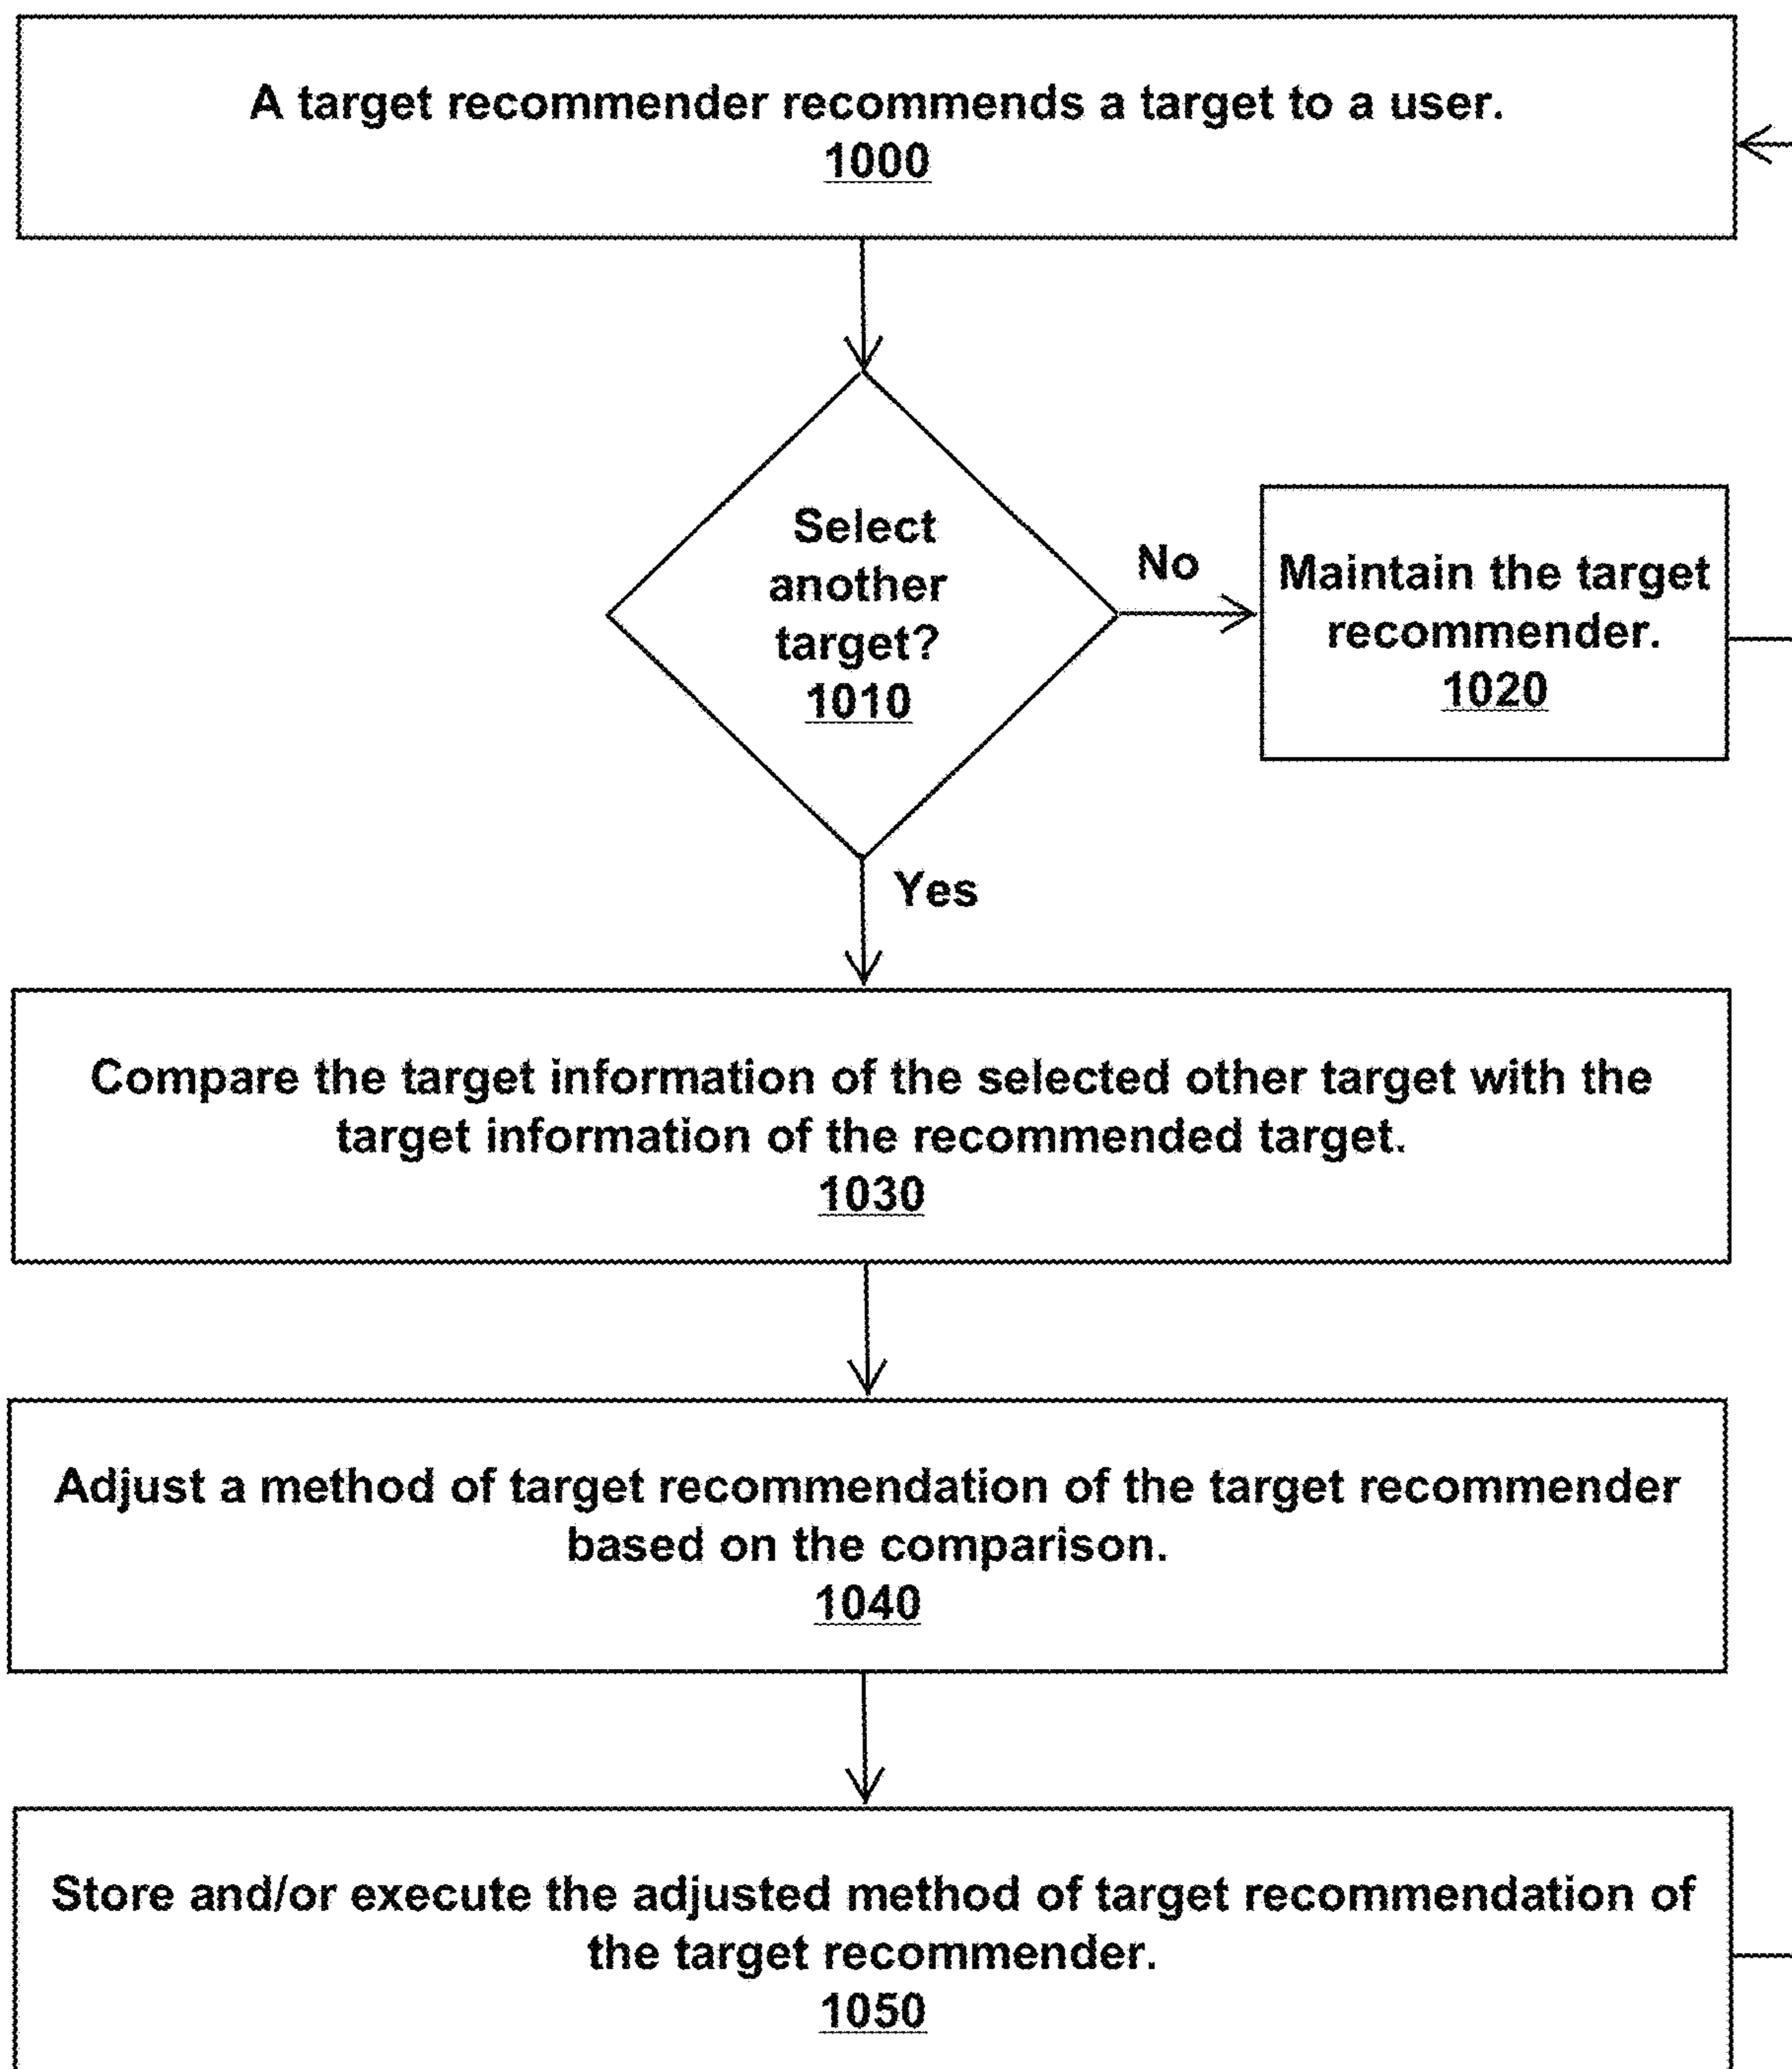 A target recommender recommends a target to a user.
1000
Select
another
target?
1010
No
Maintain the target
recommender.
1020
Yes
Compare the target information of the selected other target with the
target information of the recommended target.
1030
Adjust a method of target recommendation of the target recommender
based on the comparison.
1040
Store and/or execute the adjusted method of target recommendation of
the target recommender.
1050